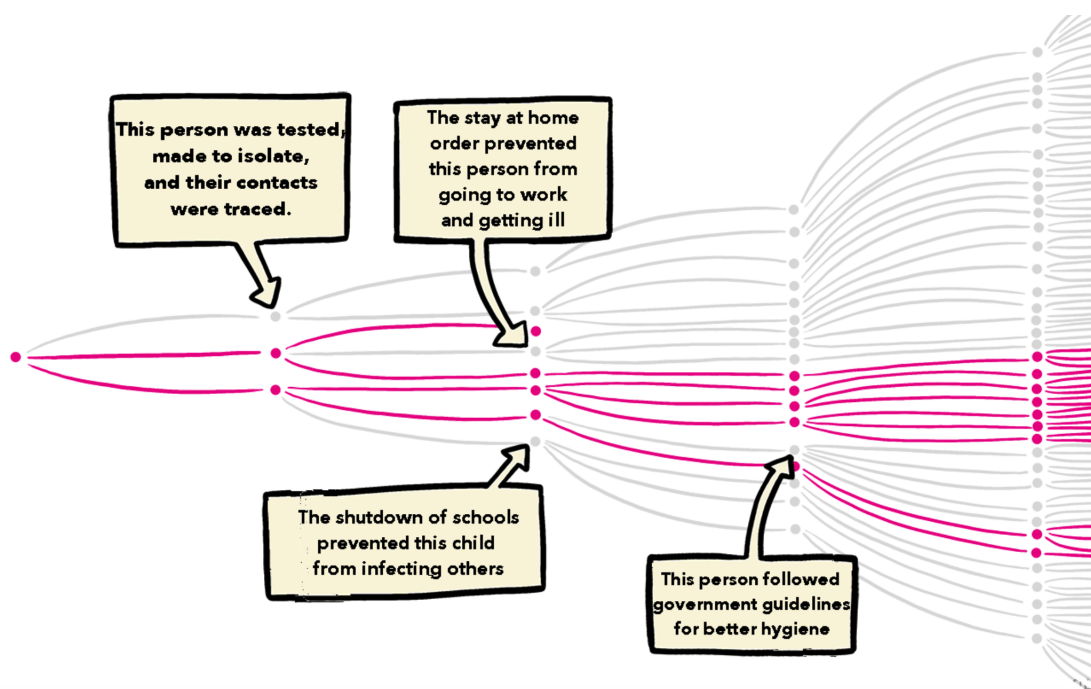 This person was tested,
made to isolate,
and their contacts
were traced.
The stay at home
order prevented
this person from
going to work
and getting ill
The shutdown of schools
prevented this child
from infecting others
This person followed
government guidelines
for better hygiene